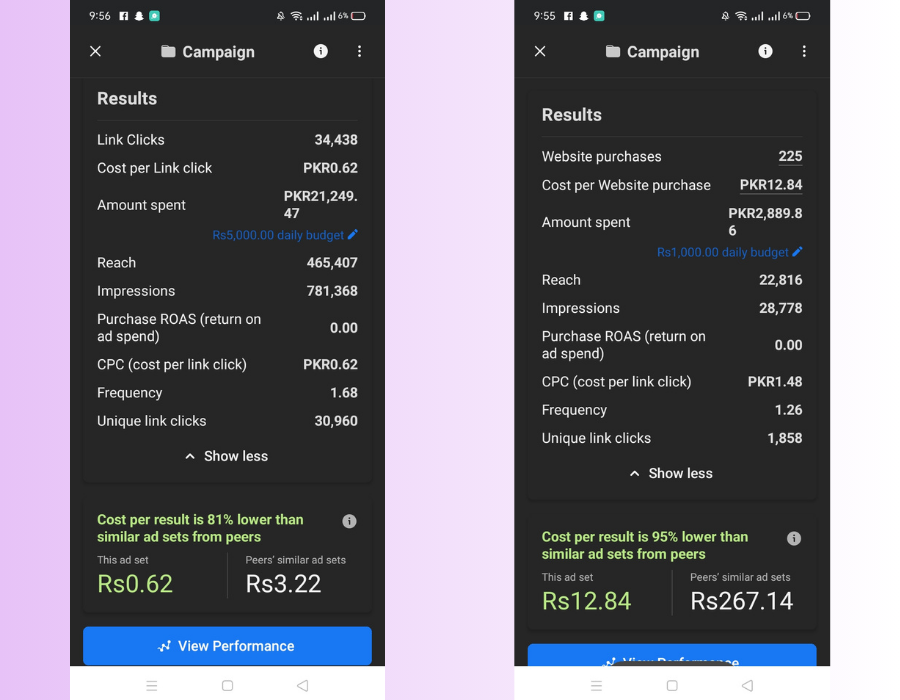 9:56
6%
Campaign
Results
Link Clicks 34,438
Cost per Link click PKR0.62
Amount spent PKR21,249.
47
Rs5,000.00 daily budget
Reach 465,407
Impressions 781,368
Purchase ROAS (return on
ad spend) 0.00
CPC (cost per link click) PKR0.62
Frequency 1.68
Unique link clicks 30,960
Show less
Cost per result is 81% lower than
similar ad sets from peers
This ad set Peers' similar ad sets
Rs0.62 Rs3.22
View Performance
9:55
6%
Campaign
Results
Website purchases 225
Cost per Website purchase PKR12.84
Amount spent PKR2,889.8
6
Rs1,000.00 daily budget
Reach 22,816
Impressions 28,778
Purchase ROAS (return on
ad spend) 0.00
CPC (cost per link click) PKR1.48
Frequency 1.26
Unique link clicks 1,858
Show less
Cost per result is 95% lower than
similar ad sets from peers
This ad set Peers' similar ad sets
Rs12.84 Rs267.14
View Performance